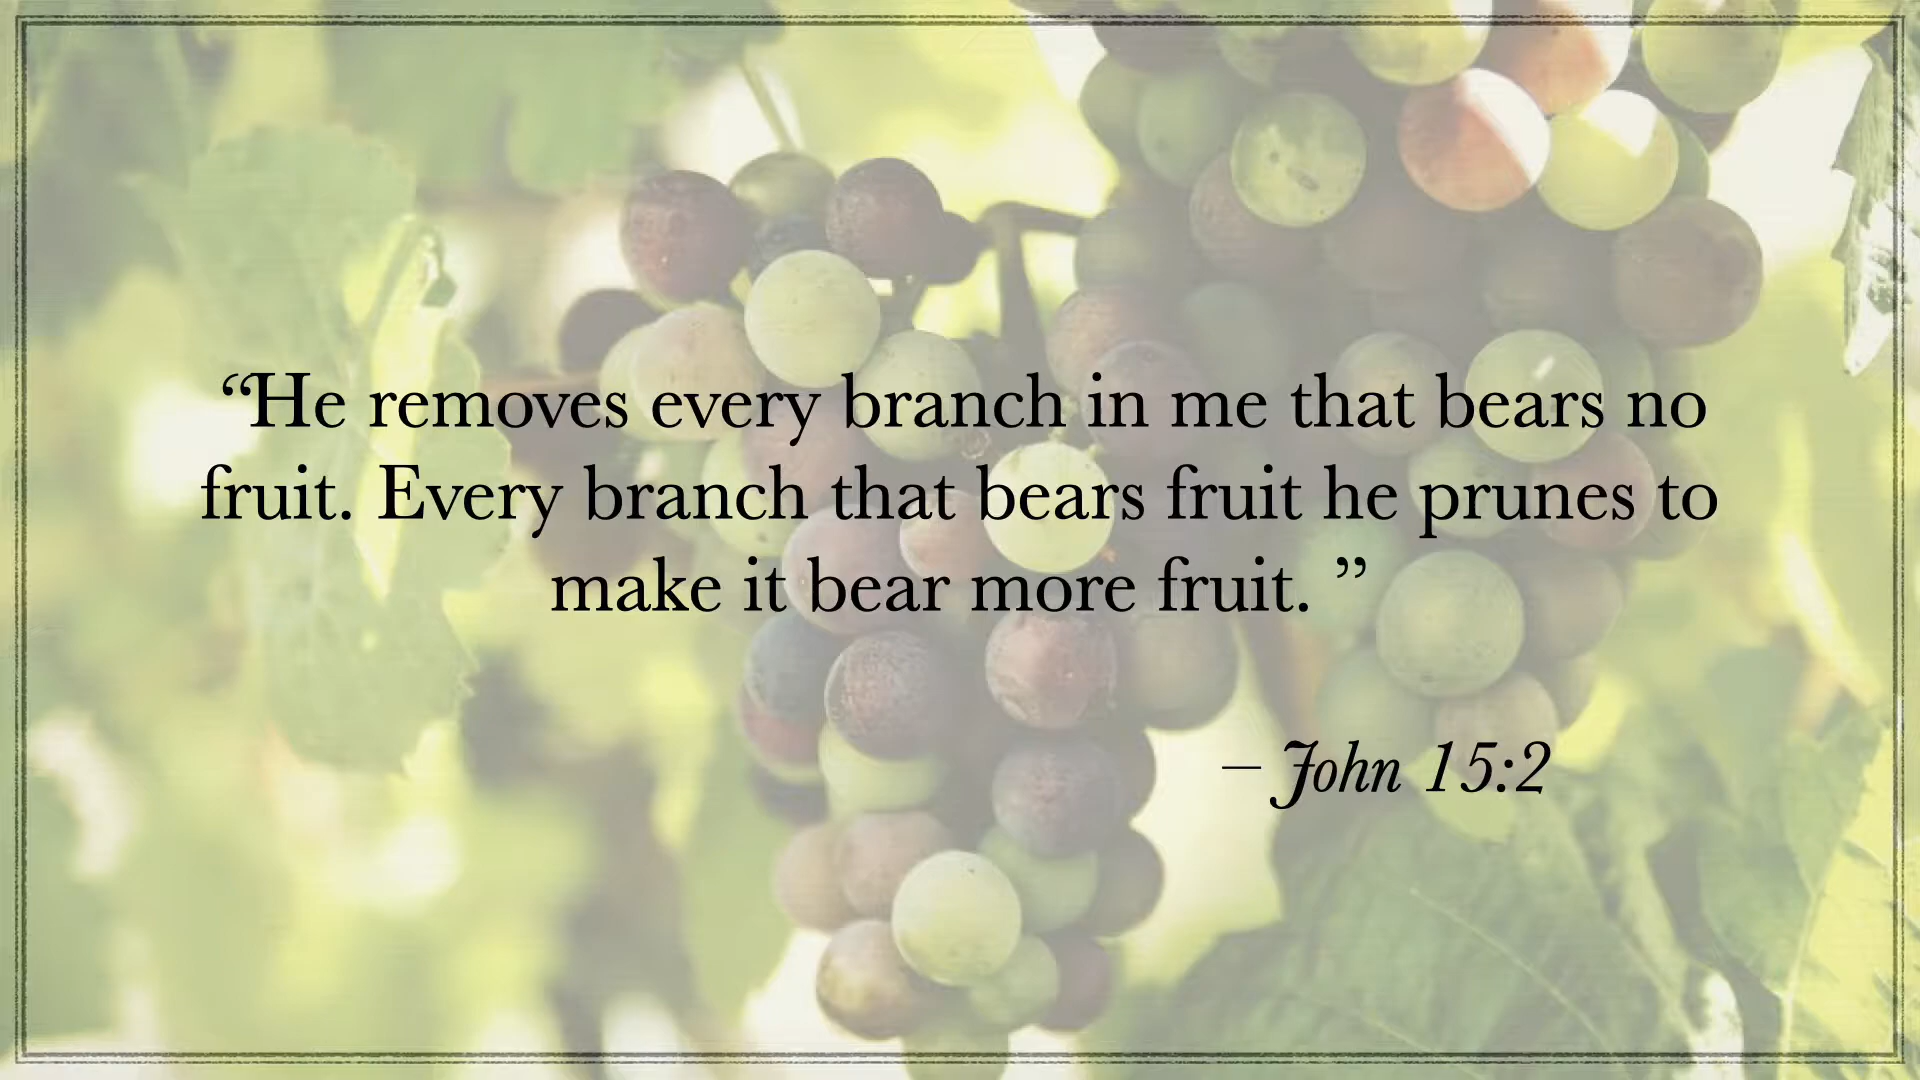 “He removes every branch in me that bears no
fruit. Every branch that bears fruit he prunes to
make it bear more fruit. ”
– John 15:2